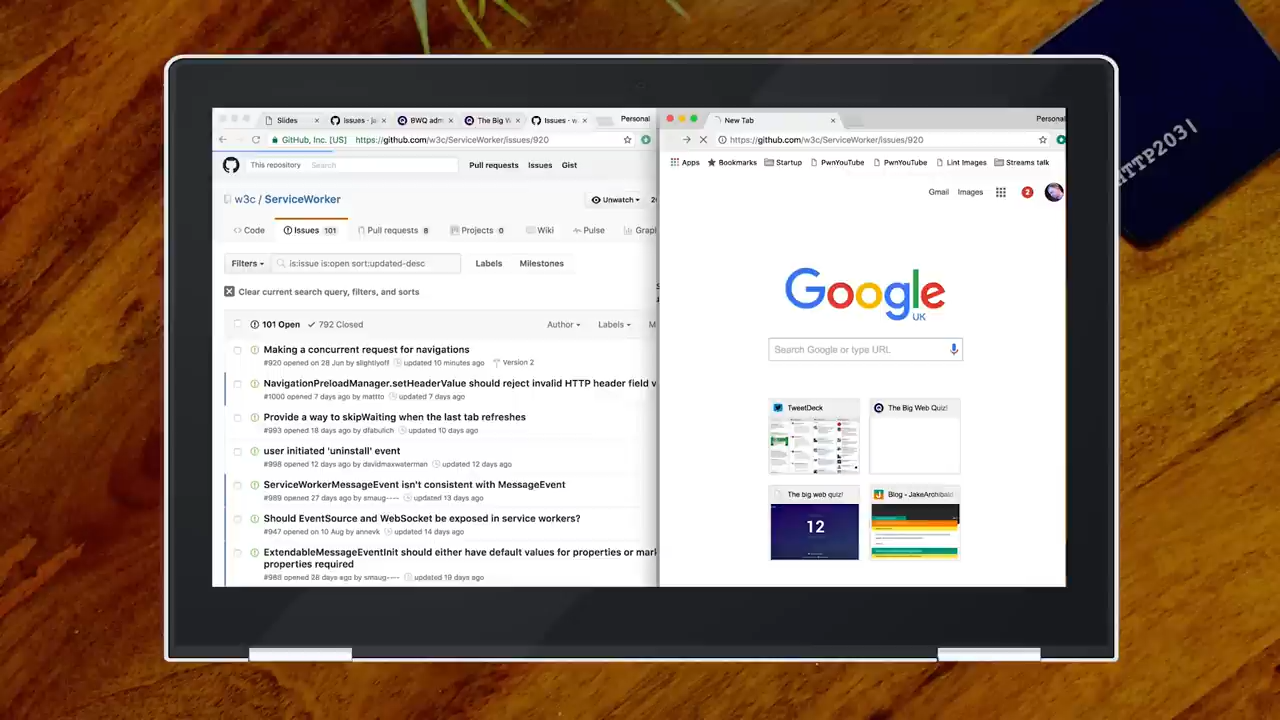 Slides
Issues · ja
BWQ adm
The Big W
Issues · w
Personal
GitHub, Inc. [US]
https://github.com/w3c/ServiceWorker/issues/920
This repository
Search
Pull requests
Issues
Gist
w3c / ServiceWorker
Unwatch
Code
Issues 101
Pull requests 8
Projects 0
Wiki
Pulse
Grap
Filters
is:issue is:open sort:updated-desc
Labels
Milestones
Clear current search query, filters, and sorts
101 Open
792 Closed
Author
Labels
M
Making a concurrent request for navigations
#920 opened on 28 Jun by slightlyoff
updated 10 minutes ago
Version 2
NavigationPreloadManager.setHeaderValue should reject invalid HTTP header field v
#1000 opened 7 days ago by mattto
updated 7 days ago
Provide a way to skipWaiting when the last tab refreshes
#993 opened 18 days ago by dfabulich
updated 10 days ago
user initiated 'uninstall' event
#998 opened 12 days ago by davidmaxwaterman
updated 12 days ago
ServiceWorkerMessageEvent isn't consistent with MessageEvent
#989 opened 27 days ago by smaug----
updated 13 days ago
Should EventSource and WebSocket be exposed in service workers?
#947 opened on 10 Aug by annevk
updated 14 days ago
ExtendableMessageEventInit should either have default values for properties or mark
properties required
#988 opened 28 days ago by smaug----
updated 19 days ago
New Tab
Personal
https://github.com/w3c/ServiceWorker/issues/920
Apps
Bookmarks
Startup
PwnYouTube
PwnYouTube
Lint Images
Streams talk
Gmail
Images
2
Google
UK
Search Google or type URL
TweetDeck
The Big Web Quiz!
The big web quiz!
12
Blog - JakeArchibald
HTTP203|